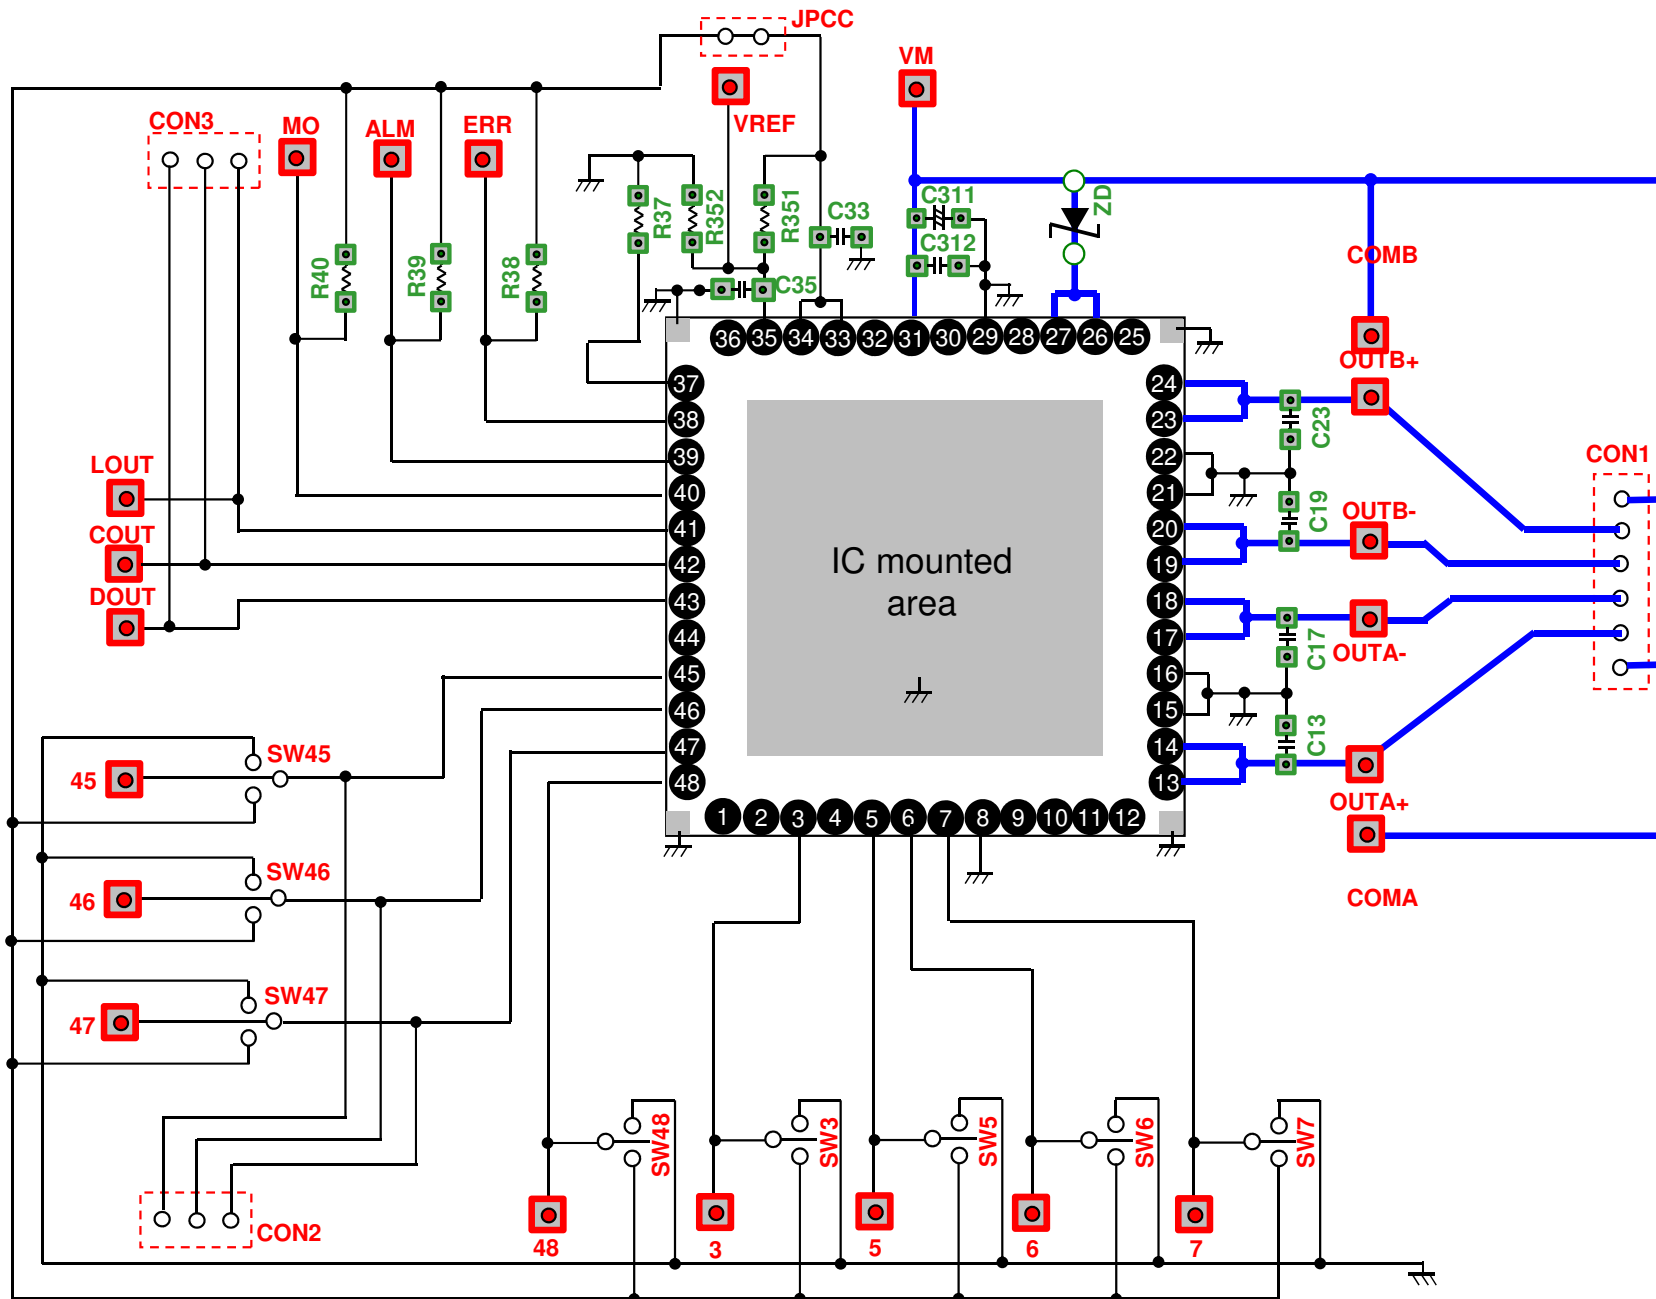 JPCC
VM
CON3
MO
ALM
ERR
VREF
R40
R39
R38
R37
R352
R351
C33
C35
C311
C312
ZD
COMB
36
35
34
33
32
31
30
29
28
27
26
25
37
38
39
40
41
42
43
44
45
46
47
48
24
23
22
21
20
19
18
17
16
15
14
13
IC mounted
area
1
2
3
4
5
6
7
8
9
10
11
12
OUTB+
C23
C19
OUTB-
CON1
C17
OUTA-
C13
OUTA+
COMA
LOUT
COUT
DOUT
45
SW45
46
SW46
47
SW47
CON2
SW48
SW3
SW5
SW6
SW7
48
3
5
6
7